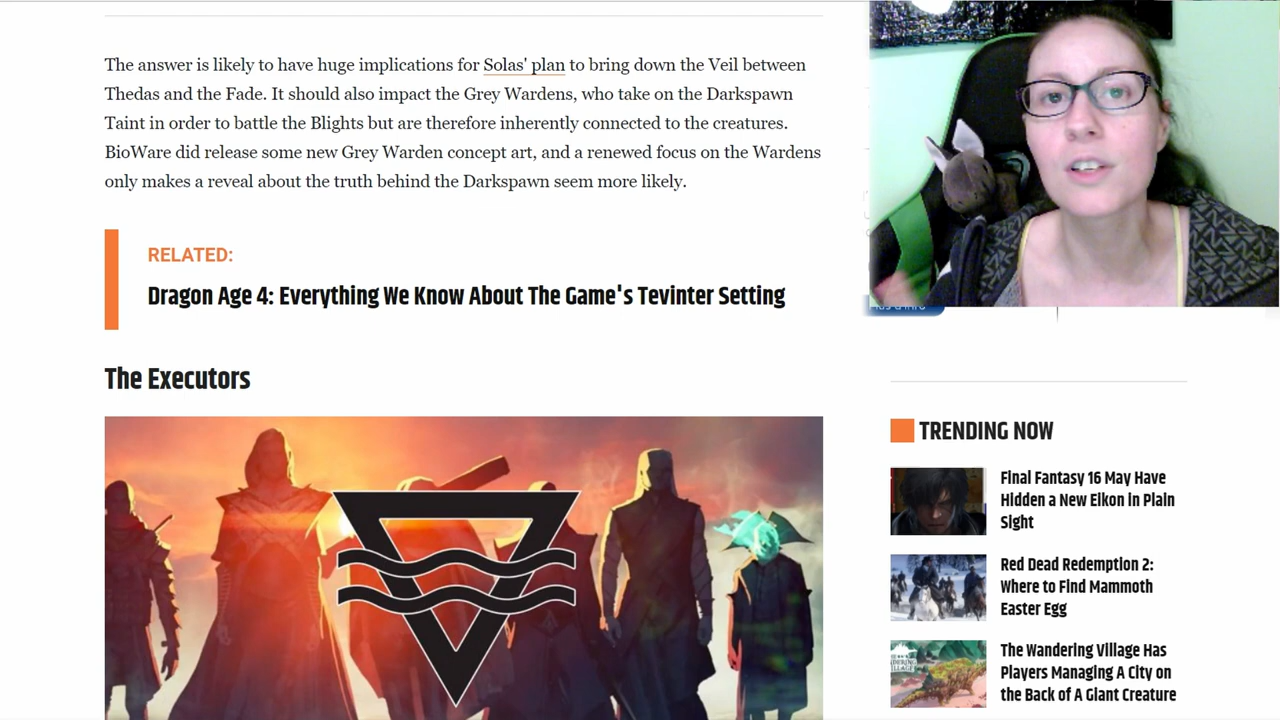 The answer is likely to have huge implications for Solas' plan to bring down the Veil between
Thedas and the Fade. It should also impact the Grey Wardens, who take on the Darkspawn
Taint in order to battle the Blights but are therefore inherently connected to the creatures.
BioWare did release some new Grey Warden concept art, and a renewed focus on the Wardens
only makes a reveal about the truth behind the Darkspawn seem more likely.
RELATED:
Dragon Age 4: Everything We Know About The Game's Tevinter Setting
The Executors
TRENDING NOW
Final Fantasy 16 May Have
Hidden a New Eikon in Plain
Sight
Red Dead Redemption 2:
Where to Find Mammoth
Easter Egg
The Wandering Village Has
Players Managing A City on
the Back of A Giant Creature